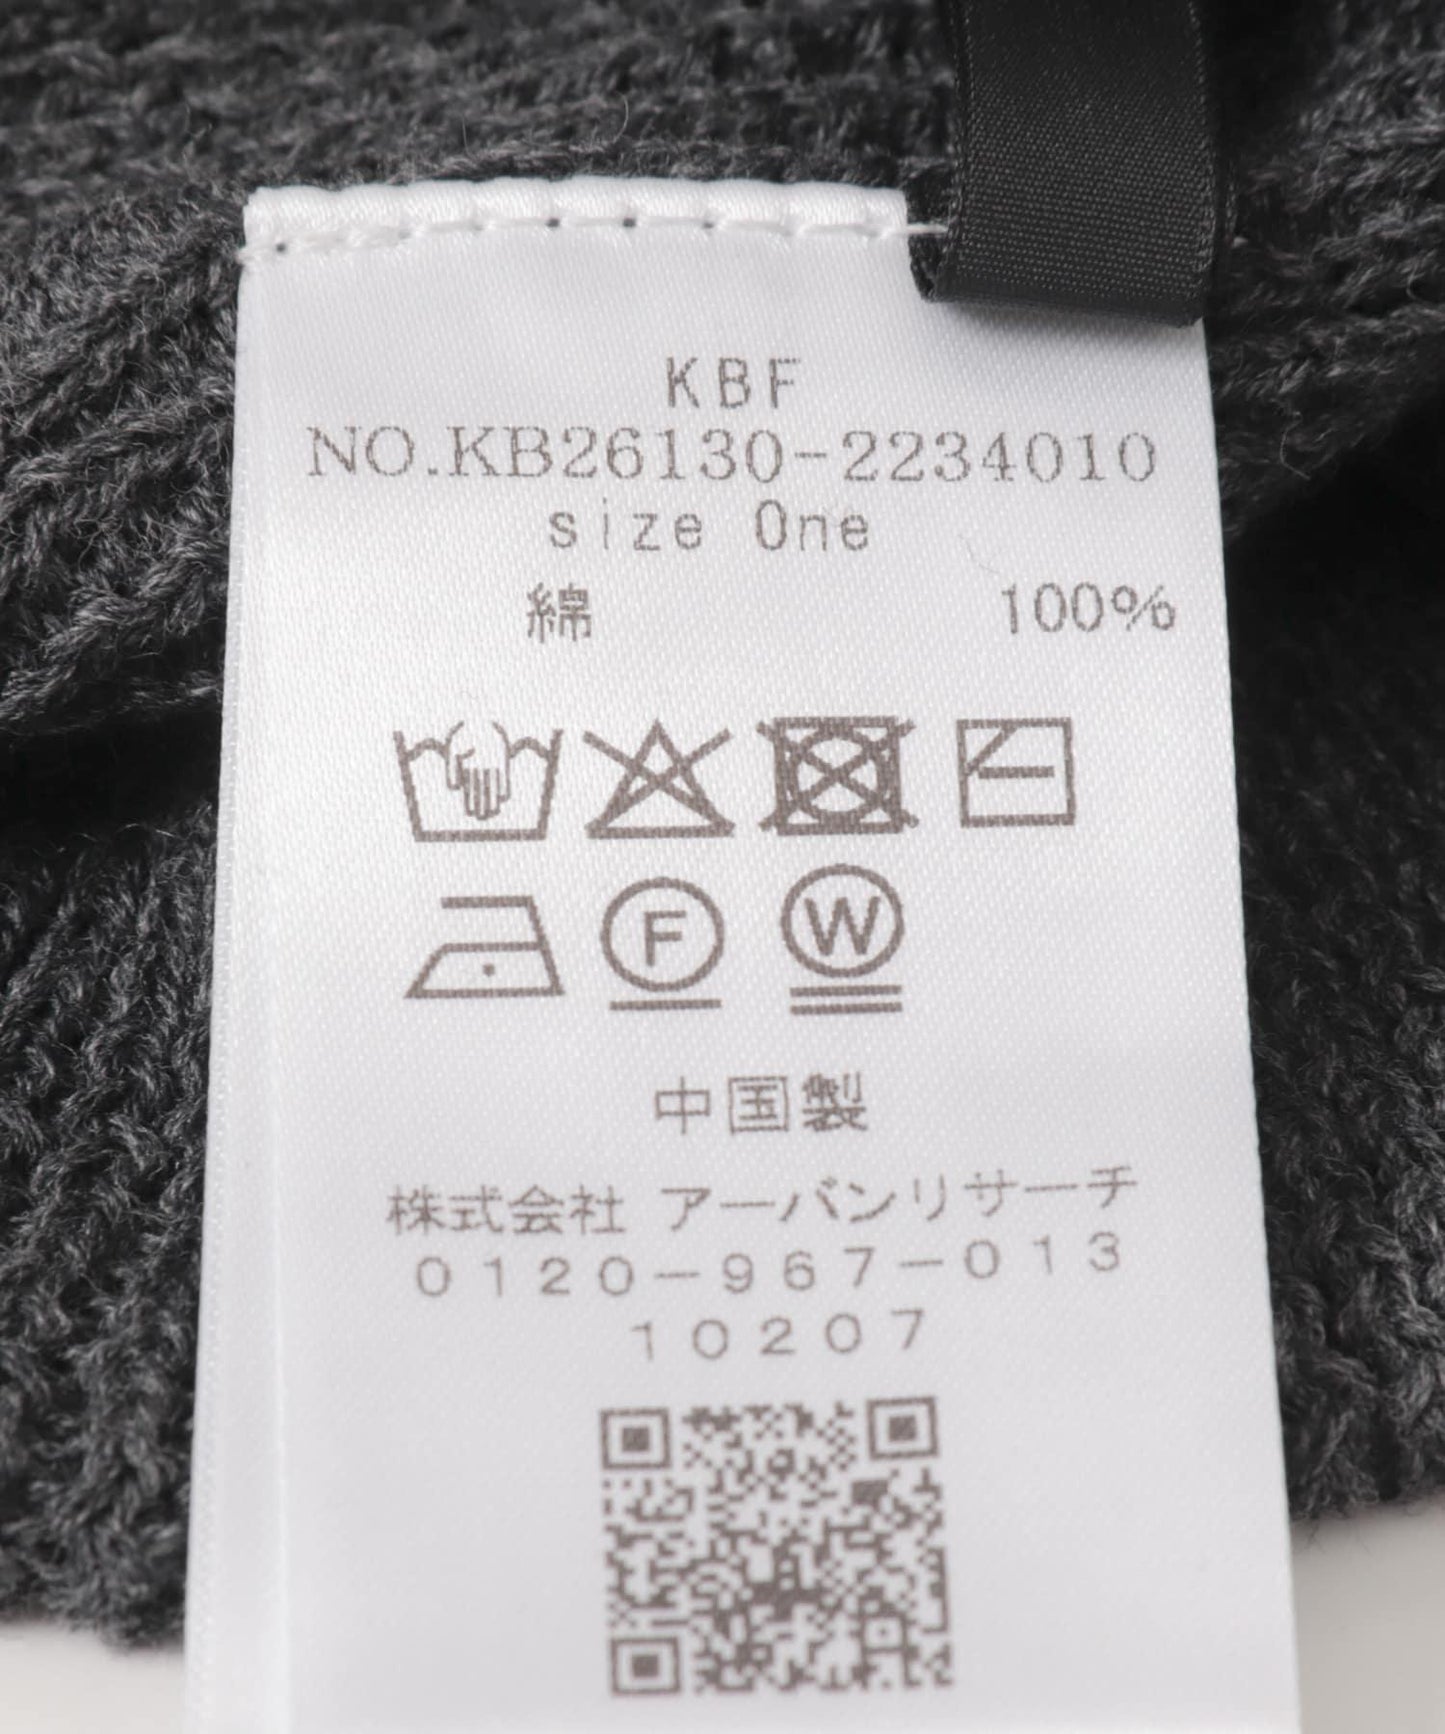 KBF
NO.KB26130-2234010
size One
綿 100%
F W
中国製
株式会社 アーバンリサーチ
0120-967-013
10207